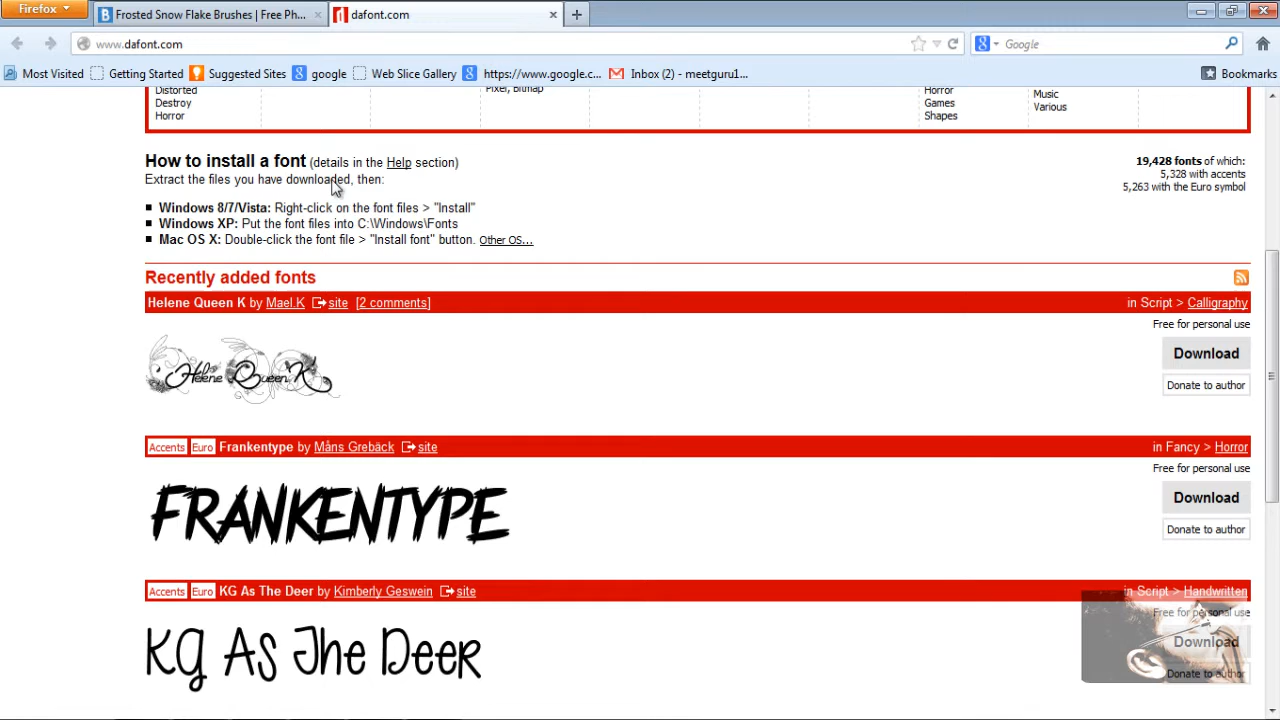 Firefox
Frosted Snow Flake Brushes | Free Ph...
dafont.com
www.dafont.com
Google
Most Visited
Getting Started
Suggested Sites
google
Web Slice Gallery
https://www.google.c...
Inbox (2) - meetguru1...
Bookmarks
Distorted
Destroy
Horror
Pixel, Bitmap
Horror
Games
Shapes
Music
Various
How to install a font (details in the Help section)
Extract the files you have downloaded, then:
Windows 8/7/Vista: Right-click on the font files > "Install"
Windows XP: Put the font files into C:\Windows\Fonts
Mac OS X: Double-click the font file > "Install font" button. Other OS...
19,428 fonts of which:
5,328 with accents
5,263 with the Euro symbol
Recently added fonts
Helene Queen K by Mael.K site [2 comments]
in Script > Calligraphy
Free for personal use
Helene Queen K
Download
Donate to author
Accents Euro Frankentype by Måns Grebäck site
in Fancy > Horror
Free for personal use
FRANKENTYPE
Download
Donate to author
Accents Euro KG As The Deer by Kimberly Geswein site
in Script > Handwritten
Free for personal use
KG As The Deer
Download
Donate to author